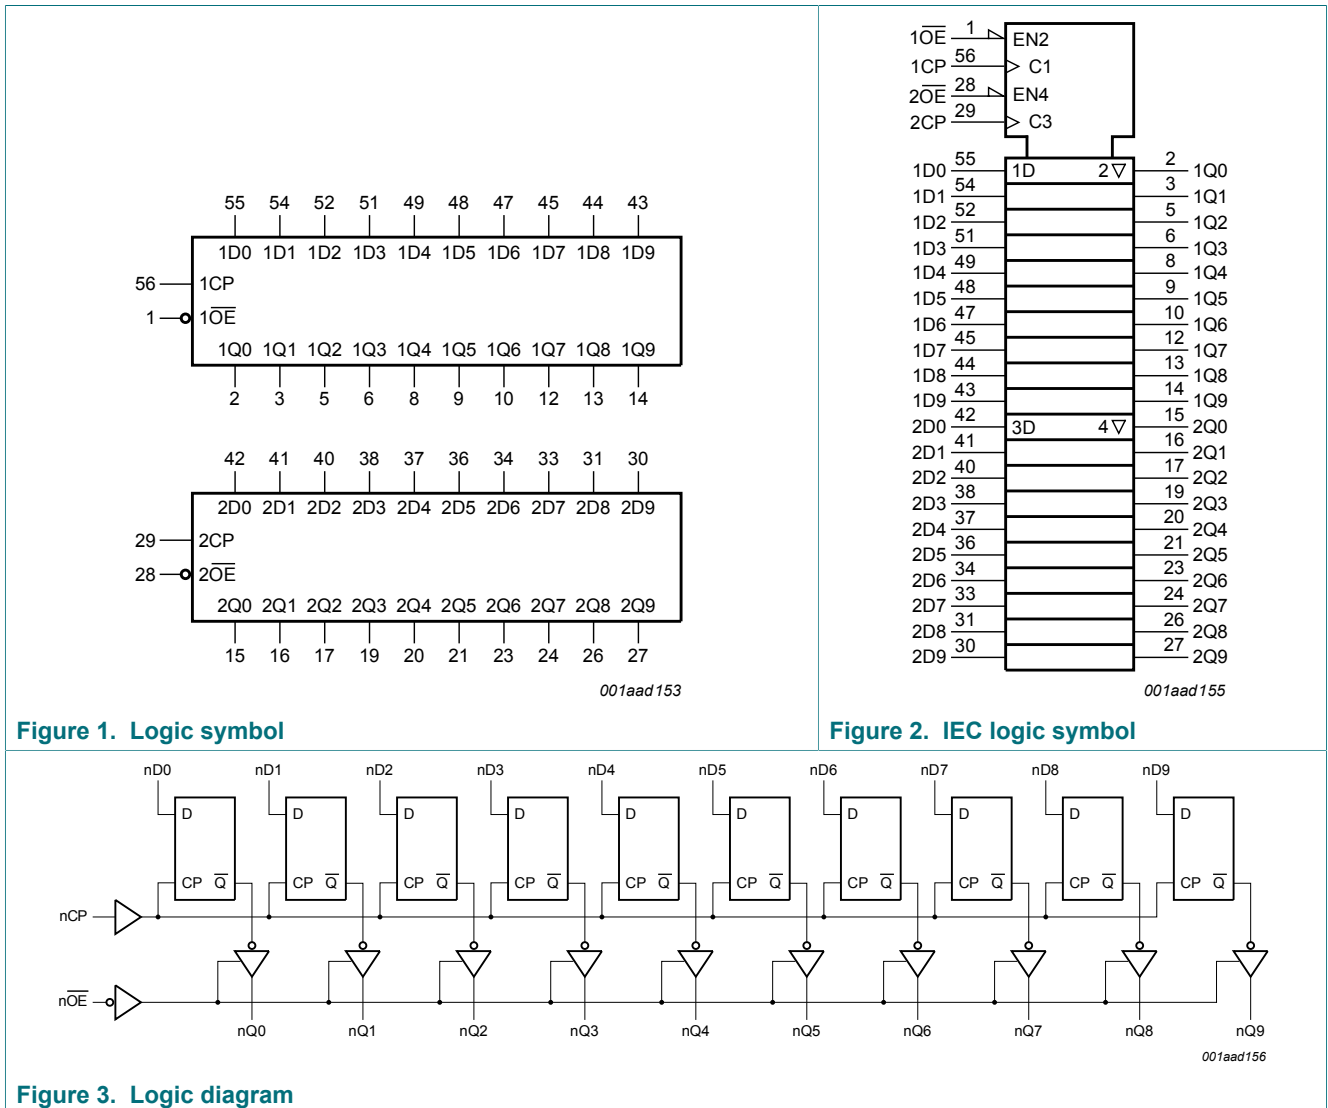 55 54 52 51 49 48 47 45 44 43
1D0 1D1 1D2 1D3 1D4 1D5 1D6 1D7 1D8 1D9
56 1CP
1 1O̅E̅
1Q0 1Q1 1Q2 1Q3 1Q4 1Q5 1Q6 1Q7 1Q8 1Q9
2 3 5 6 8 9 10 12 13 14
42 41 40 38 37 36 34 33 31 30
2D0 2D1 2D2 2D3 2D4 2D5 2D6 2D7 2D8 2D9
29 2CP
28 2O̅E̅
2Q0 2Q1 2Q2 2Q3 2Q4 2Q5 2Q6 2Q7 2Q8 2Q9
15 16 17 19 20 21 23 24 26 27
001aad153
Figure 1. Logic symbol
1O̅E̅ 1 EN2
1CP 56 C1
2O̅E̅ 28 EN4
2CP 29 C3
1D0 55 1D 2 ▽ 2 1Q0
1D1 54 3 1Q1
1D2 52 5 1Q2
1D3 51 6 1Q3
1D4 49 8 1Q4
1D5 48 9 1Q5
1D6 47 10 1Q6
1D7 45 12 1Q7
1D8 44 13 1Q8
1D9 43 14 1Q9
2D0 42 3D 4 ▽ 15 2Q0
2D1 41 16 2Q1
2D2 40 17 2Q2
2D3 38 19 2Q3
2D4 37 20 2Q4
2D5 36 21 2Q5
2D6 34 23 2Q6
2D7 33 24 2Q7
2D8 31 26 2Q8
2D9 30 27 2Q9
001aad155
Figure 2. IEC logic symbol
nD0 nD1 nD2 nD3 nD4 nD5 nD6 nD7 nD8 nD9
D D D D D D D D D D
CP Q̅ CP Q̅ CP Q̅ CP Q̅ CP Q̅ CP Q̅ CP Q̅ CP Q̅ CP Q̅ CP Q̅
nCP
nO̅E̅
nQ0 nQ1 nQ2 nQ3 nQ4 nQ5 nQ6 nQ7 nQ8 nQ9
001aad156
Figure 3. Logic diagram